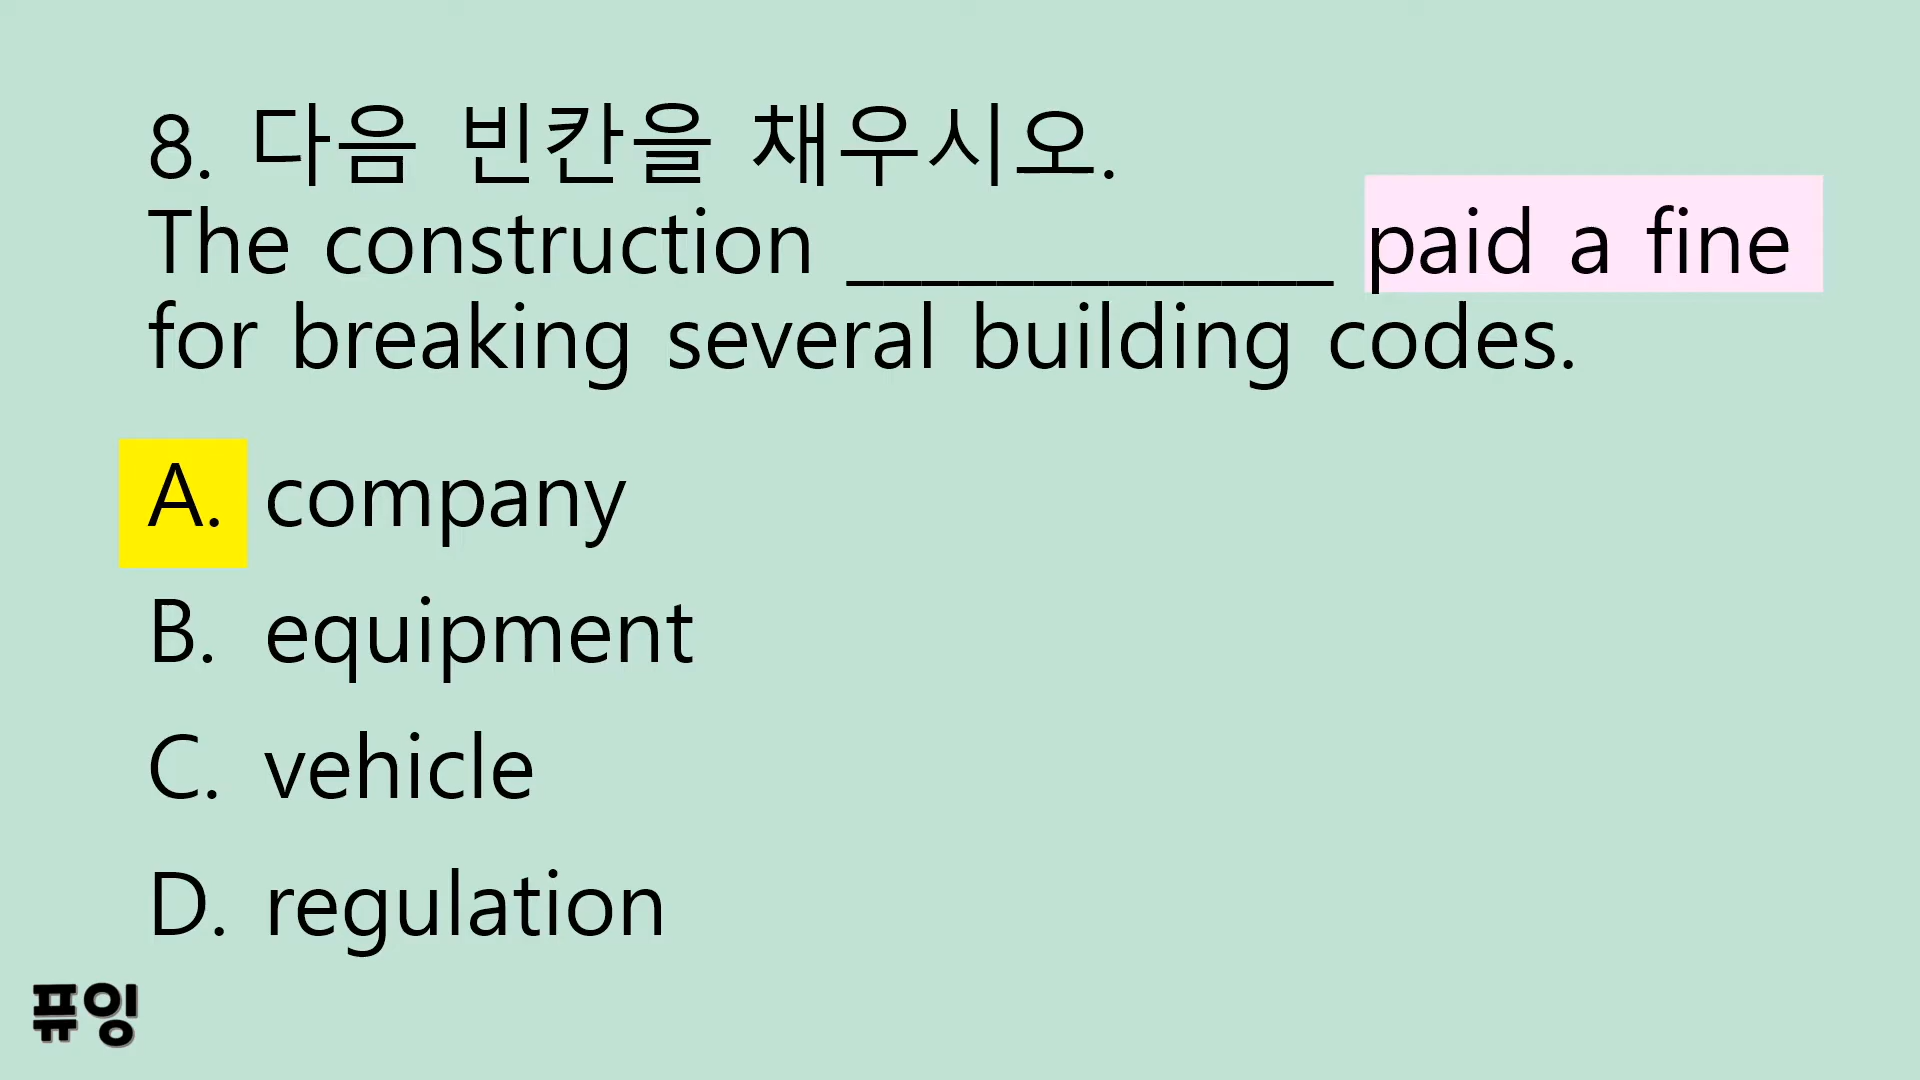 8. 다음 빈칸을 채우시오.
The construction _____________ paid a fine
for breaking several building codes.
A. company
B. equipment
C. vehicle
D. regulation
퓨잉